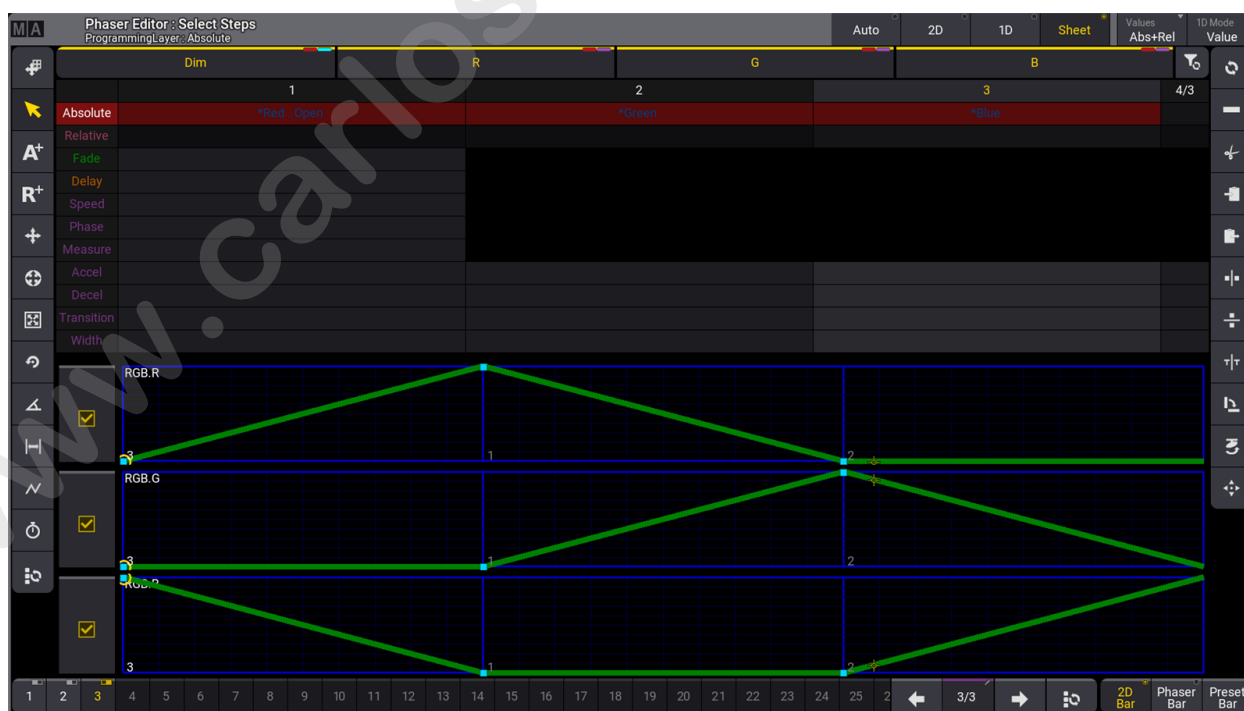 MA Phaser Editor : Select Steps Auto 2D 1D Sheet Values 1D Mode
ProgrammingLayer : Absolute Abs+Rel Value
Dim R G B
1 2 3 4/3
Absolute *Red...Open *Green *Blue
Relative
Fade
A+
Delay
R+
Speed
Phase
Measure
Accel
Decel
Transition
Width
RGB.R
3 1 2
RGB.G
3 1 2
RGB.B
3 1 2
1 2 3 4 5 6 7 8 9 10 11 12 13 14 15 16 17 18 19 20 21 22 23 24 25 2 3/3 2D Bar Phaser Bar Preset Bar
www.carlos